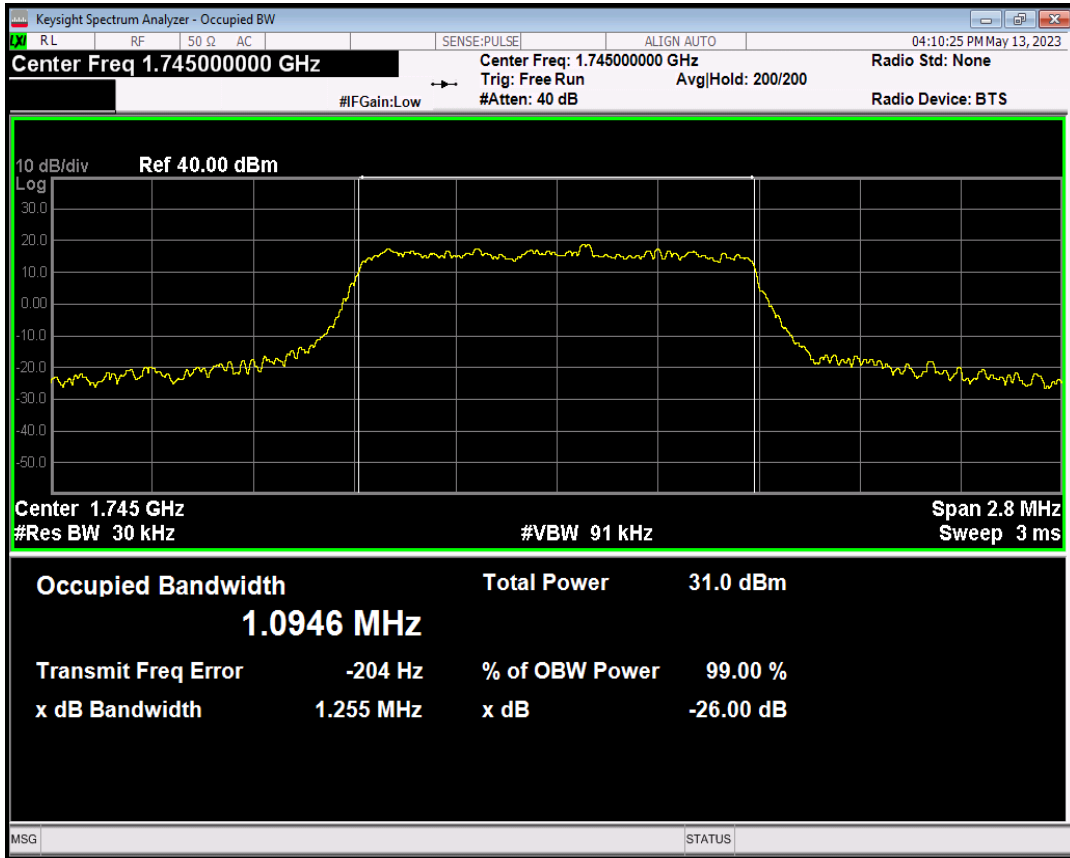 Keysight Spectrum Analyzer - Occupied BW
LXI RL RF 50 Ω AC SENSE:PULSE ALIGN AUTO 04:10:25 PM May 13, 2023
Center Freq 1.745000000 GHz Center Freq: 1.745000000 GHz Radio Std: None
Trig: Free Run Avg|Hold: 200/200
#IFGain:Low #Atten: 40 dB Radio Device: BTS
10 dB/div Ref 40.00 dBm
Log
30.0
20.0
10.0
0.00
-10.0
-20.0
-30.0
-40.0
-50.0
Center 1.745 GHz Span 2.8 MHz
#Res BW 30 kHz #VBW 91 kHz Sweep 3 ms
Occupied Bandwidth Total Power 31.0 dBm
1.0946 MHz
Transmit Freq Error -204 Hz % of OBW Power 99.00 %
x dB Bandwidth 1.255 MHz x dB -26.00 dB
MSG STATUS